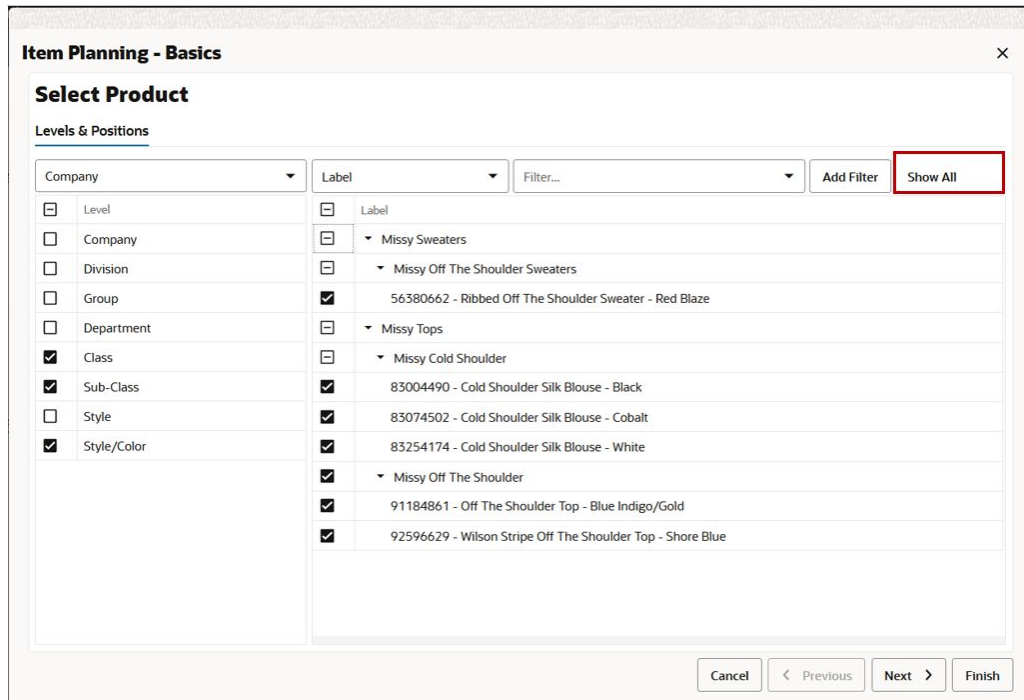 Item Planning - Basics
Select Product
Levels & Positions
Company
Label
Filter...
Add Filter
Show All
Level
Company
Division
Group
Department
Class
Sub-Class
Style
Style/Color
Label
Missy Sweaters
Missy Off The Shoulder Sweaters
56380662 - Ribbed Off The Shoulder Sweater - Red Blaze
Missy Tops
Missy Cold Shoulder
83004490 - Cold Shoulder Silk Blouse - Black
83074502 - Cold Shoulder Silk Blouse - Cobalt
83254174 - Cold Shoulder Silk Blouse - White
Missy Off The Shoulder
91184861 - Off The Shoulder Top - Blue Indigo/Gold
92596629 - Wilson Stripe Off The Shoulder Top - Shore Blue
Cancel
Previous
Next
Finish